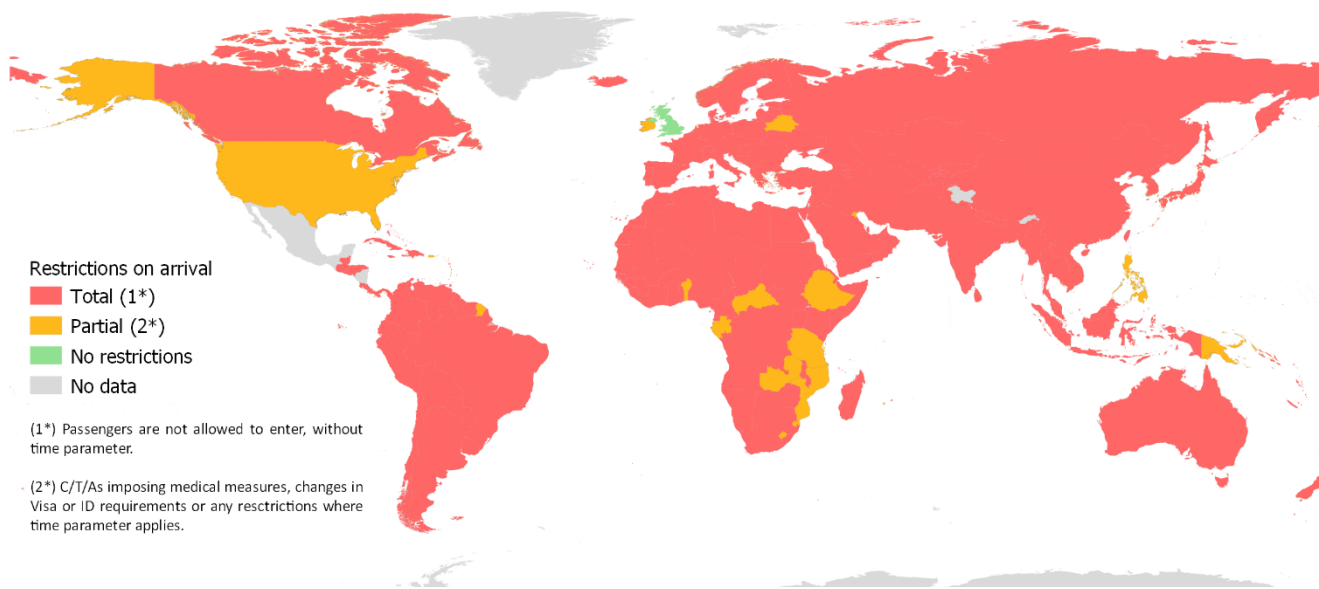 Restrictions on arrival
Total (1*)
Partial (2*)
No restrictions
No data
(1*) Passengers are not allowed to enter, without
time parameter.
(2*) C/T/As imposing medical measures, changes in
Visa or ID requirements or any resctrictions where
time parameter applies.